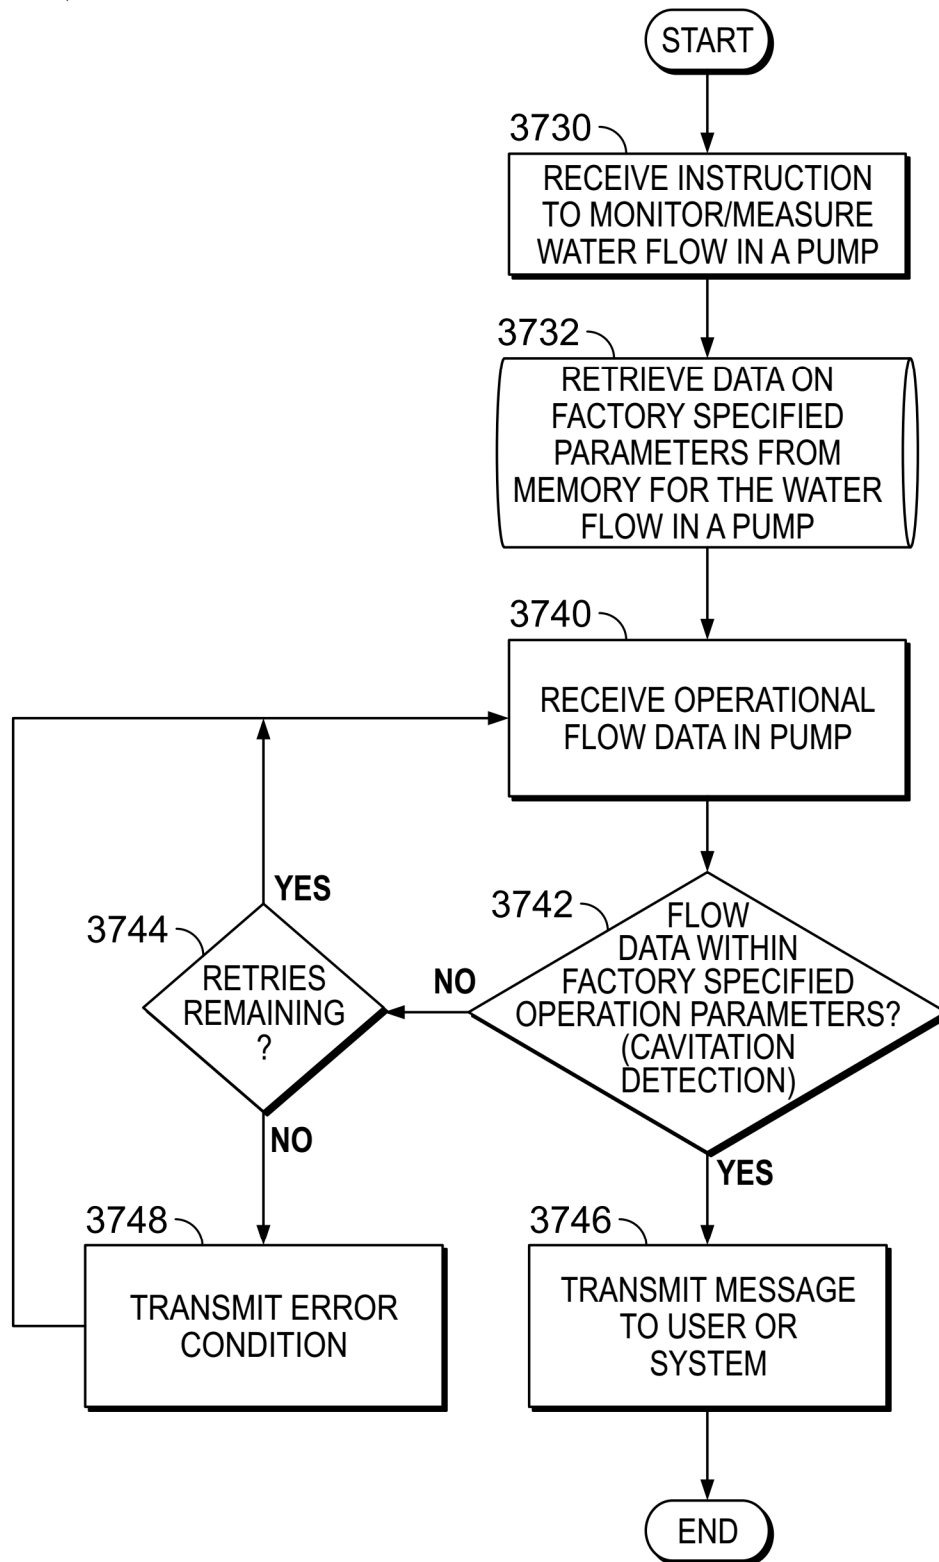 START
3730
RECEIVE INSTRUCTION
TO MONITOR/MEASURE
WATER FLOW IN A PUMP
3732
RETRIEVE DATA ON
FACTORY SPECIFIED
PARAMETERS FROM
MEMORY FOR THE WATER
FLOW IN A PUMP
3740
RECEIVE OPERATIONAL
FLOW DATA IN PUMP
3742
FLOW
DATA WITHIN
FACTORY SPECIFIED
OPERATION PARAMETERS?
(CAVITATION
DETECTION)
NO
YES
3744
RETRIES
REMAINING
?
YES
NO
3748
TRANSMIT ERROR
CONDITION
3746
TRANSMIT MESSAGE
TO USER OR
SYSTEM
END